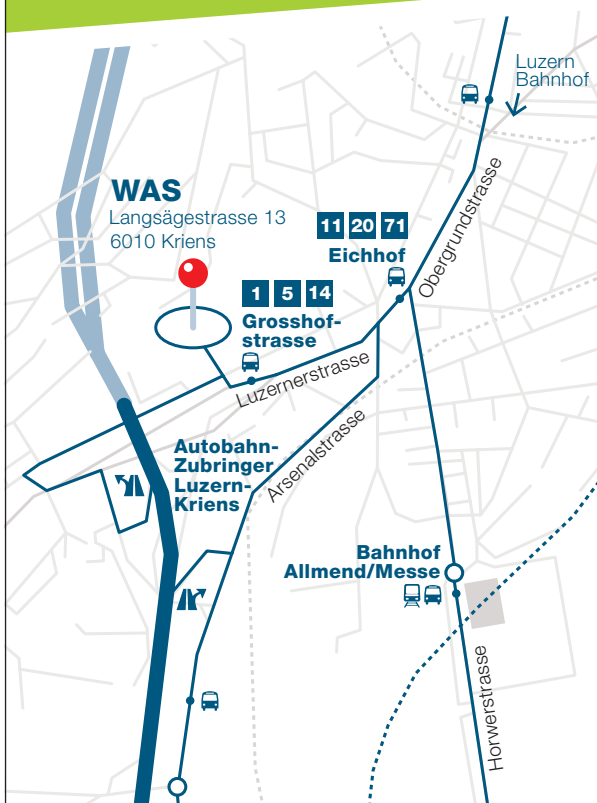 Luzern
Bahnhof
WAS
Langsägestrasse 13
6010 Kriens
11 20 71
Eichhof
Obergrundstrasse
1 5 14
Grosshof-
strasse
Luzernerstrasse
Arsenalstrasse
Autobahn-
Zubringer
Luzern-
Kriens
Bahnhof
Allmend/Messe
Horwerstrasse